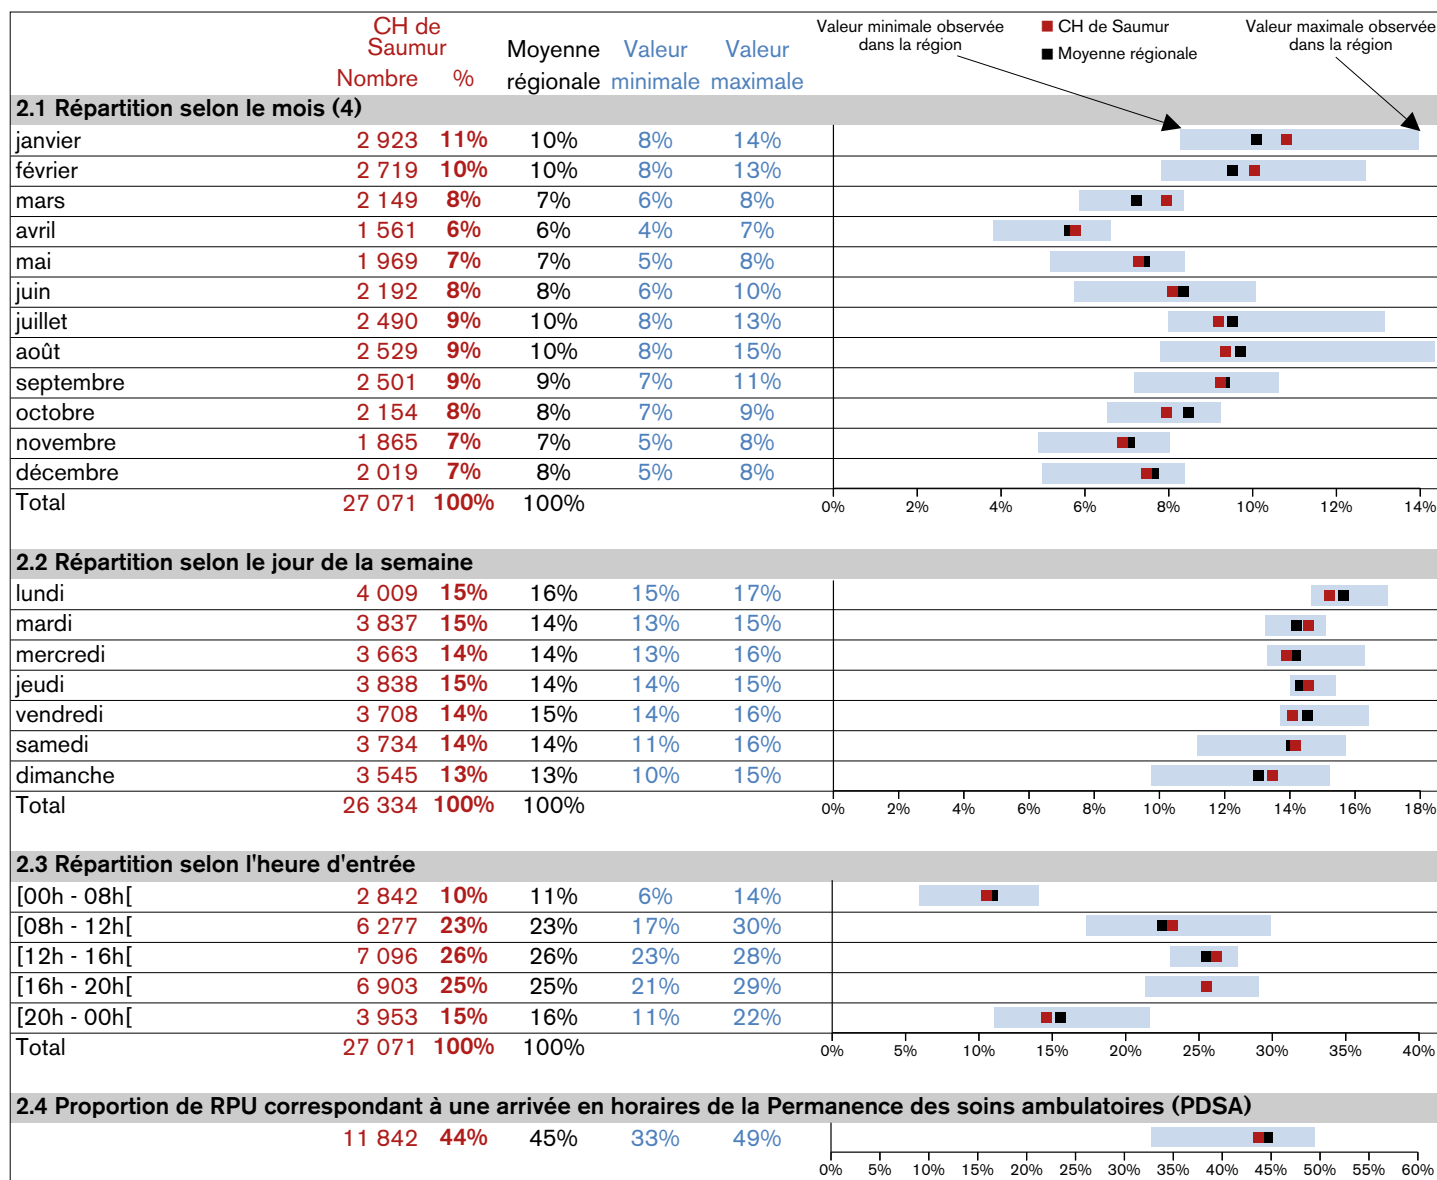 CH de Saumur Moyenne Valeur Valeur
Nombre % régionale minimale maximale
Valeur minimale observée dans la région
■ CH de Saumur
■ Moyenne régionale
Valeur maximale observée dans la région
2.1 Répartition selon le mois (4)
janvier 2 923 11% 10% 8% 14%
février 2 719 10% 10% 8% 13%
mars 2 149 8% 7% 6% 8%
avril 1 561 6% 6% 4% 7%
mai 1 969 7% 7% 5% 8%
juin 2 192 8% 8% 6% 10%
juillet 2 490 9% 10% 8% 13%
août 2 529 9% 10% 8% 15%
septembre 2 501 9% 9% 7% 11%
octobre 2 154 8% 8% 7% 9%
novembre 1 865 7% 7% 5% 8%
décembre 2 019 7% 8% 5% 8%
Total 27 071 100% 100%
0% 2% 4% 6% 8% 10% 12% 14%
2.2 Répartition selon le jour de la semaine
lundi 4 009 15% 16% 15% 17%
mardi 3 837 15% 14% 13% 15%
mercredi 3 663 14% 14% 13% 16%
jeudi 3 838 15% 14% 14% 15%
vendredi 3 708 14% 15% 14% 16%
samedi 3 734 14% 14% 11% 16%
dimanche 3 545 13% 13% 10% 15%
Total 26 334 100% 100%
0% 2% 4% 6% 8% 10% 12% 14% 16% 18%
2.3 Répartition selon l'heure d'entrée
[00h - 08h[ 2 842 10% 11% 6% 14%
[08h - 12h[ 6 277 23% 23% 17% 30%
[12h - 16h[ 7 096 26% 26% 23% 28%
[16h - 20h[ 6 903 25% 25% 21% 29%
[20h - 00h[ 3 953 15% 16% 11% 22%
Total 27 071 100% 100%
0% 5% 10% 15% 20% 25% 30% 35% 40%
2.4 Proportion de RPU correspondant à une arrivée en horaires de la Permanence des soins ambulatoires (PDSA)
11 842 44% 45% 33% 49%
0% 5% 10% 15% 20% 25% 30% 35% 40% 45% 50% 55% 60%